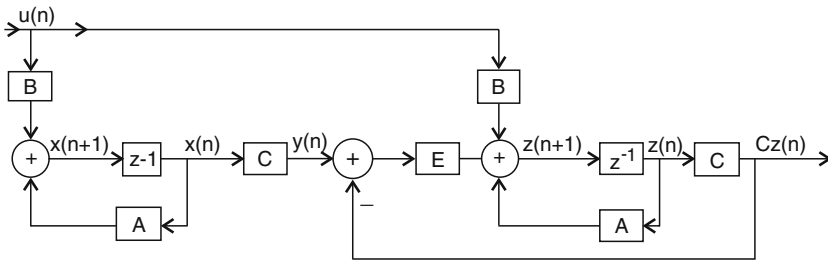 u(n)
B
B
+
x(n+1)
z-1
x(n)
C
y(n)
+
E
+
z(n+1)
z⁻¹
z(n)
C
Cz(n)
A
–
A